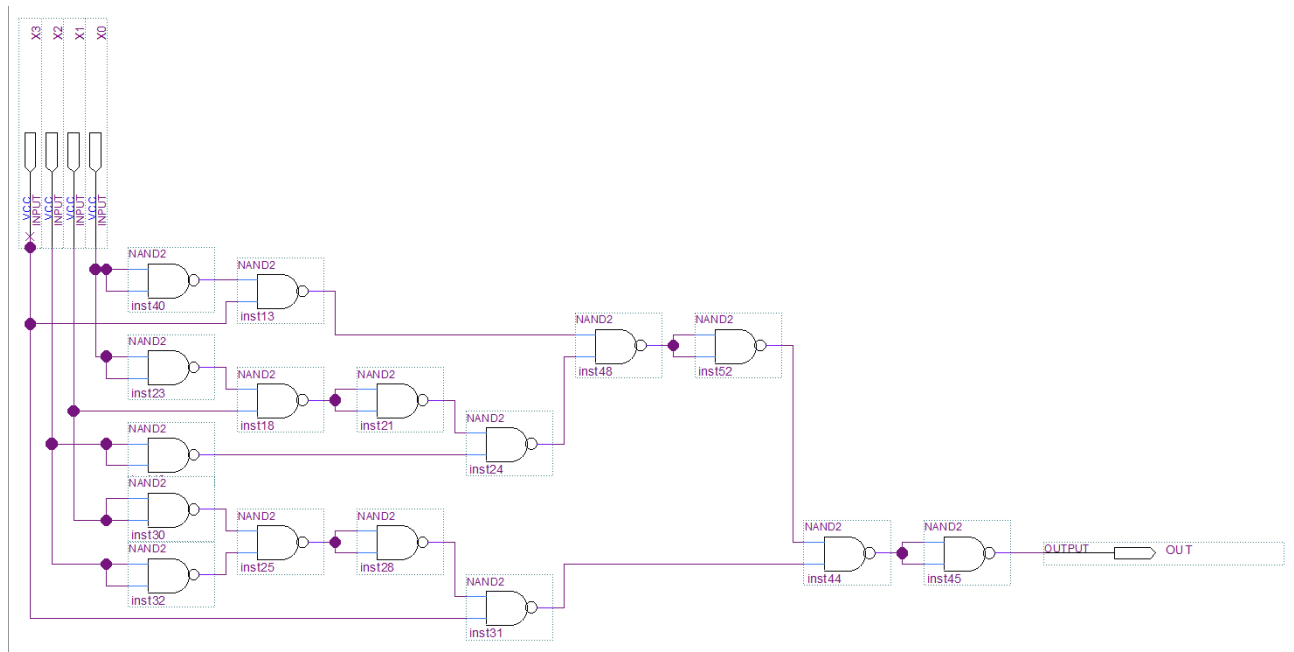 X3
X2
X1
X0
VCC
INPUT
VCC
INPUT
VCC
INPUT
VCC
INPUT
NAND2
inst40
NAND2
inst13
NAND2
inst48
NAND2
inst52
NAND2
inst23
NAND2
inst18
NAND2
inst21
NAND2
inst24
NAND2
NAND2
inst30
NAND2
inst25
NAND2
inst28
NAND2
inst32
NAND2
inst31
NAND2
inst44
NAND2
inst45
OUTPUT
OUT